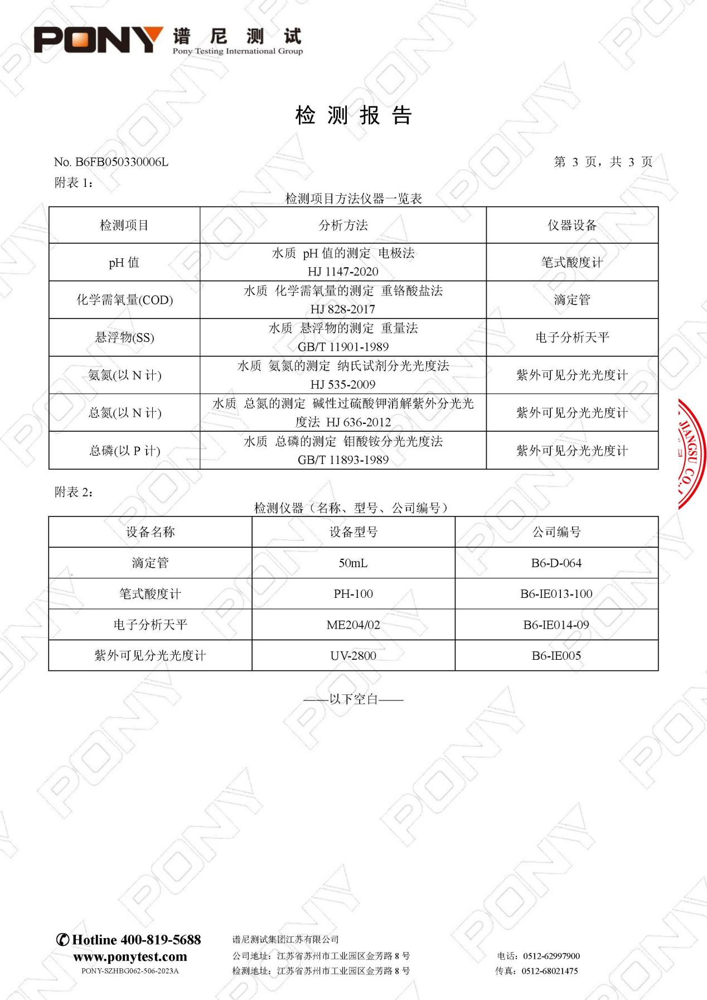 PONY 谱尼测试
Pony Testing International Group
检测报告
No. B6FB050330006L 第 3 页，共 3 页
附表 1：
检测项目方法仪器一览表
检测项目 分析方法 仪器设备
pH 值 水质 pH 值的测定 电极法 笔式酸度计
HJ 1147-2020
化学需氧量(COD) 水质 化学需氧量的测定 重铬酸盐法 滴定管
HJ 828-2017
悬浮物(SS) 水质 悬浮物的测定 重量法 电子分析天平
GB/T 11901-1989
氨氮(以 N 计) 水质 氨氮的测定 纳氏试剂分光光度法 紫外可见分光光度计
HJ 535-2009
总氮(以 N 计) 水质 总氮的测定 碱性过硫酸钾消解紫外分光光 紫外可见分光光度计
度法 HJ 636-2012
总磷(以 P 计) 水质 总磷的测定 钼酸铵分光光度法 紫外可见分光光度计
GB/T 11893-1989
JIANGSU CO.,
附表 2：
检测仪器（名称、型号、公司编号）
设备名称 设备型号 公司编号
滴定管 50mL B6-D-064
笔式酸度计 PH-100 B6-IE013-100
电子分析天平 ME204/02 B6-IE014-09
紫外可见分光光度计 UV-2800 B6-IE005
——以下空白——
Hotline 400-819-5688 谱尼测试集团江苏有限公司
www.ponytest.com 公司地址：江苏省苏州市工业园区金芳路 8 号 电话：0512-62997900
PONY-SZHBG062-506-2023A 检测地址：江苏省苏州市工业园区金芳路 8 号 传真：0512-68021475